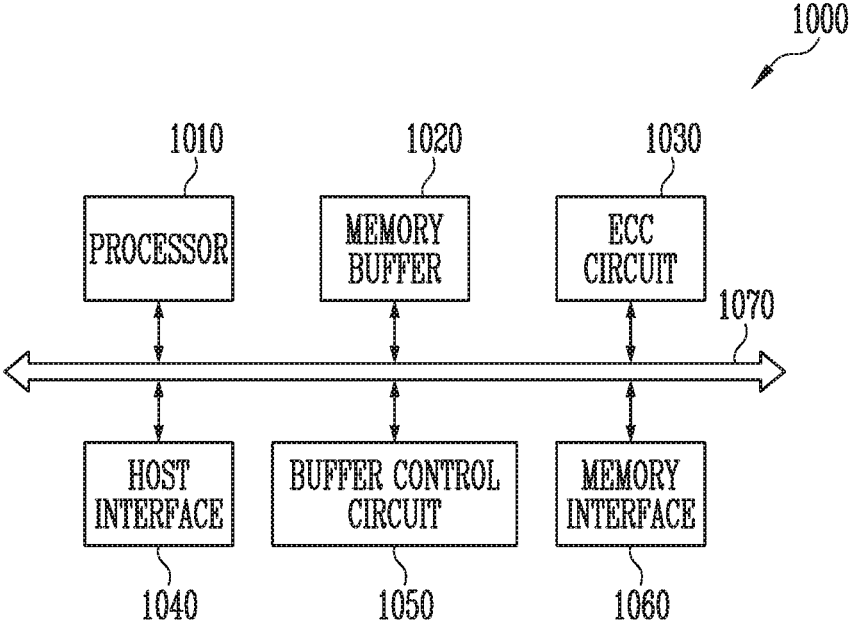 1000
1010
1020
1030
PROCESSOR
MEMORY
BUFFER
ECC
CIRCUIT
1070
HOST
INTERFACE
BUFFER CONTROL
CIRCUIT
MEMORY
INTERFACE
1040
1050
1060